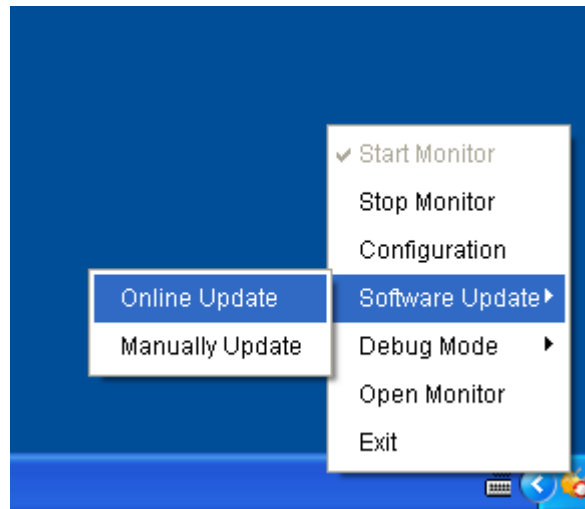 Start Monitor
Stop Monitor
Configuration
Software Update
Debug Mode
Open Monitor
Exit
Online Update
Manually Update